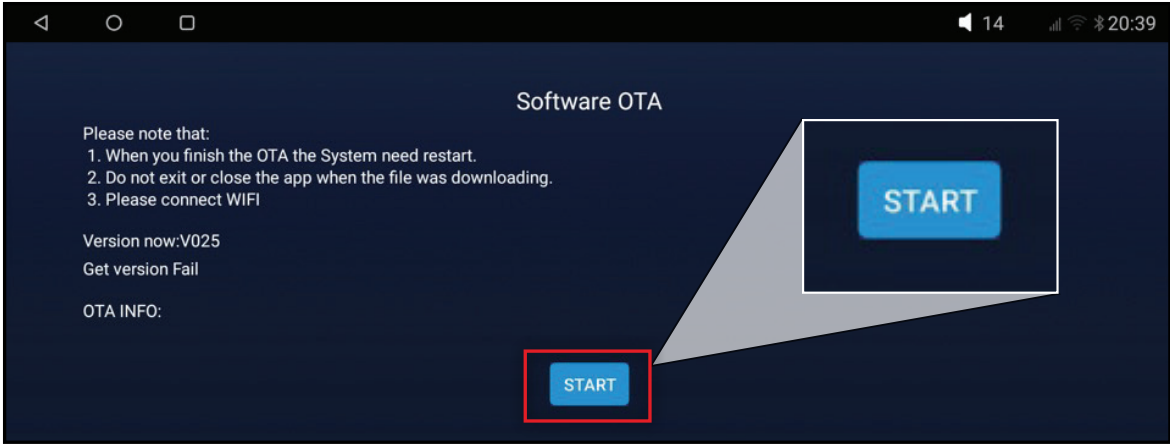 14 20:39
Software OTA
Please note that:
1. When you finish the OTA the System need restart.
2. Do not exit or close the app when the file was downloading.
3. Please connect WIFI
Version now:V025
Get version Fail
OTA INFO:
START
START